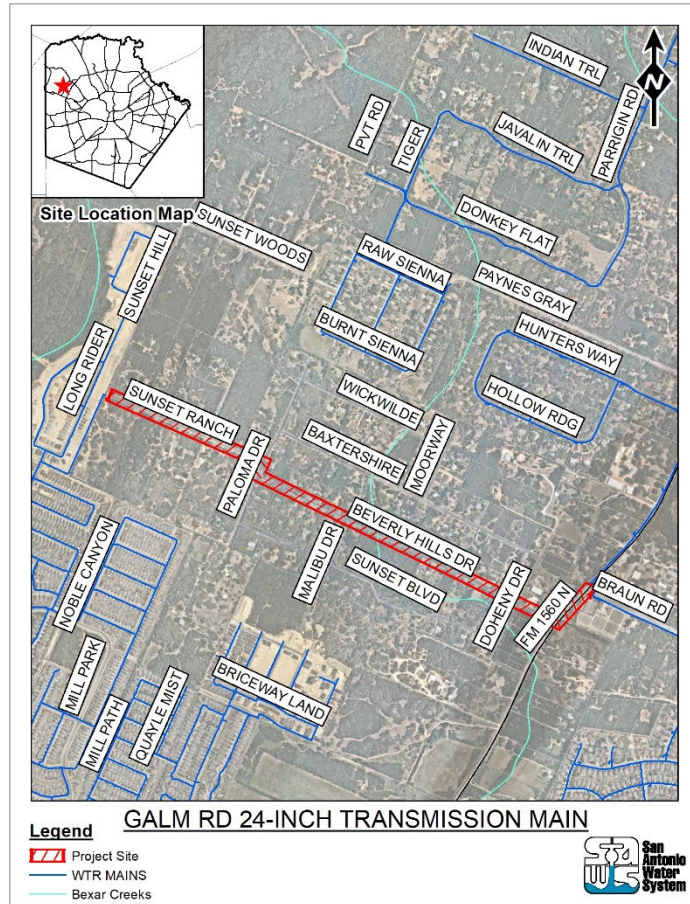 INDIAN TRL
N
PVT RD
TIGER
JAVALIN TRL
PARRIGIN RD
Site Location Map
SUNSET WOODS
DONKEY FLAT
SUNSET HILL
RAW SIENNA
PAYNES GRAY
BURNT SIENNA
HUNTERS WAY
LONG RIDER
SUNSET RANCH
WICKWILDE
HOLLOW RDG
PALOMA DR
BAXTERSHIRE
MOORWAY
BEVERLY HILLS DR
NOBLE CANYON
MALIBU DR
SUNSET BLVD
DOHENY DR
FM 1560 N
BRAUN RD
MILL PARK
MILL PATH
QUAYLE MIST
BRICEWAY LAND
GALM RD 24-INCH TRANSMISSION MAIN
Legend
Project Site
WTR MAINS
Bexar Creeks
SAWS
San
Antonio
Water
System